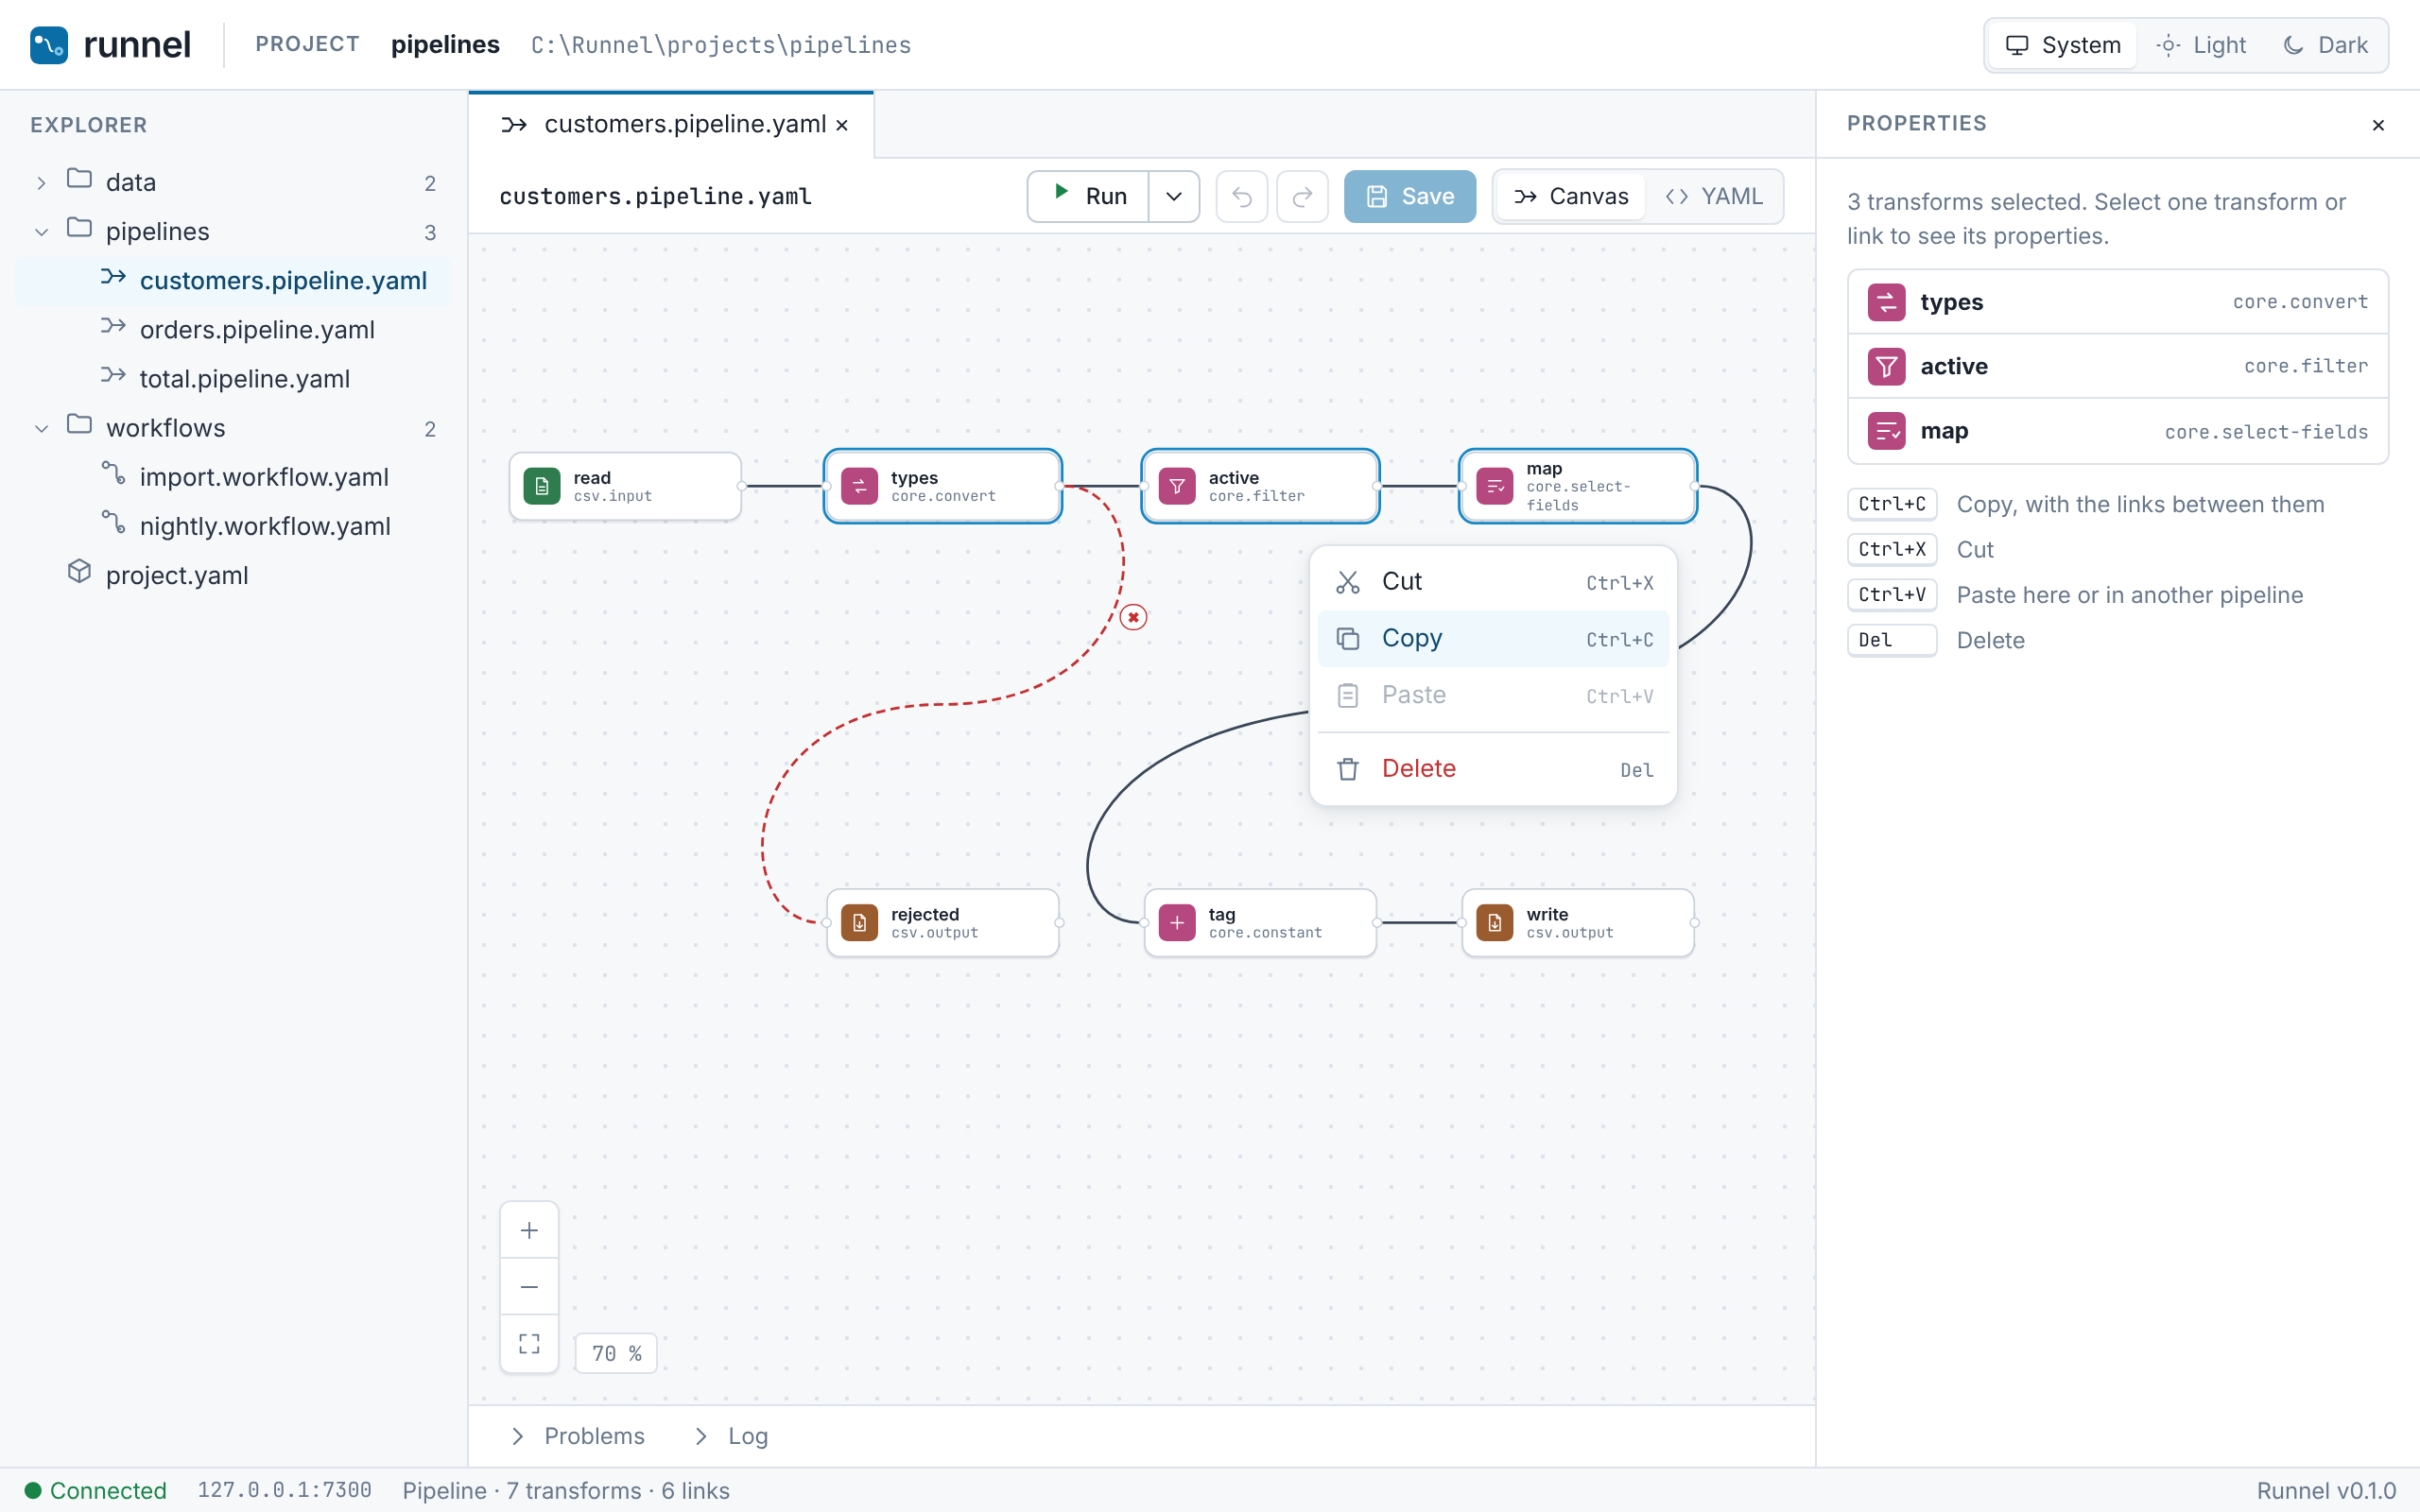 runnel
PROJECT pipelines C:\Runnel\projects\pipelines
System Light Dark
EXPLORER
data 2
pipelines 3
customers.pipeline.yaml
orders.pipeline.yaml
total.pipeline.yaml
workflows 2
import.workflow.yaml
nightly.workflow.yaml
project.yaml
customers.pipeline.yaml ×
customers.pipeline.yaml
Run Save Canvas YAML
read
csv.input
types
core.convert
active
core.filter
map
core.select-
fields
Cut Ctrl+X
Copy Ctrl+C
Paste Ctrl+V
Delete Del
rejected
csv.output
tag
core.constant
write
csv.output
70 %
Problems Log
PROPERTIES ×
3 transforms selected. Select one transform or
link to see its properties.
types core.convert
active core.filter
map core.select-fields
Ctrl+C Copy, with the links between them
Ctrl+X Cut
Ctrl+V Paste here or in another pipeline
Del Delete
Connected 127.0.0.1:7300 Pipeline · 7 transforms · 6 links
Runnel v0.1.0